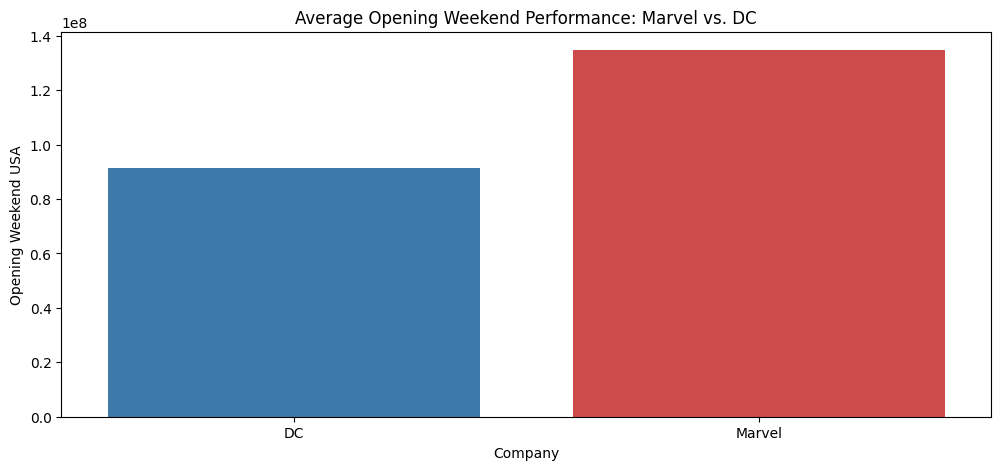 Average Opening Weekend Performance: Marvel vs. DC
1e8
1.4
1.2
1.0
0.8
0.6
0.4
0.2
0.0
Opening Weekend USA
DC
Marvel
Company